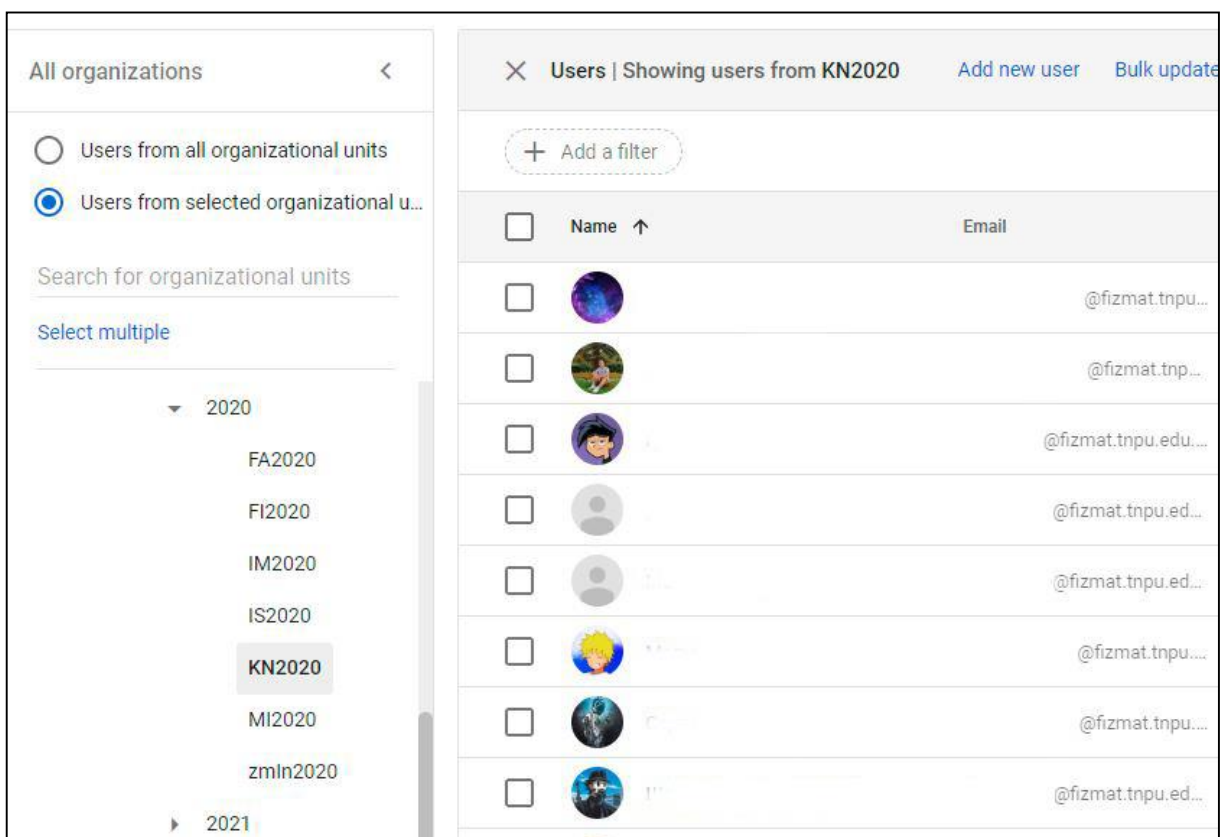 All organizations
Users from all organizational units
Users from selected organizational u...
Search for organizational units
Select multiple
2020
FA2020
FI2020
IM2020
IS2020
KN2020
MI2020
zmIn2020
2021
Users | Showing users from KN2020
Add new user
Bulk update
Add a filter
Name
Email
@fizmat.tnpu...
@fizmat.tnp...
@fizmat.tnpu.edu....
@fizmat.tnpu.ed...
@fizmat.tnpu.ed...
@fizmat.tnpu....
@fizmat.tnpu....
@fizmat.tnpu.ed...